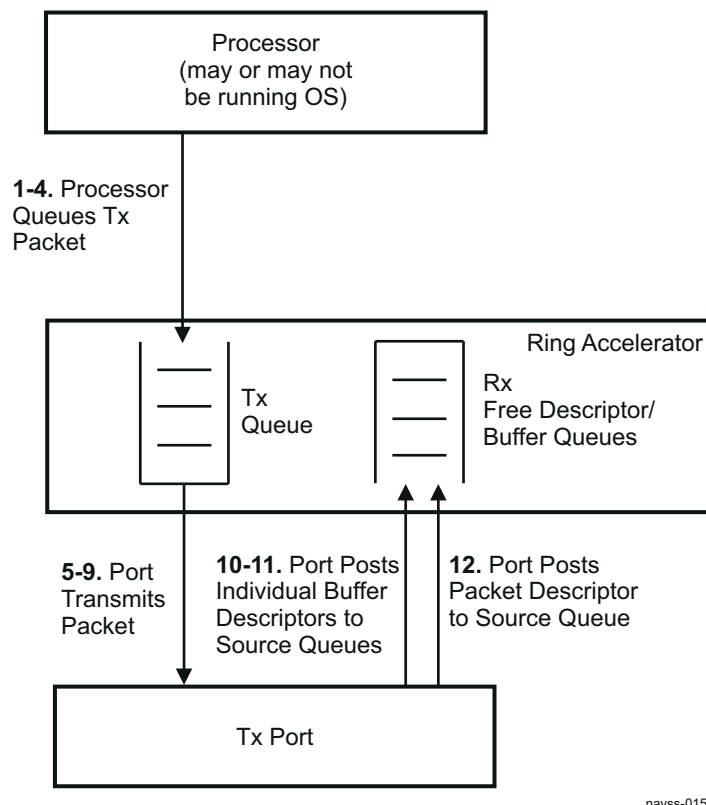 Processor
(may or may not
be running OS)
1-4. Processor
Queues Tx
Packet
Ring Accelerator
Tx
Queue
Rx
Free Descriptor/
Buffer Queues
5-9. Port
Transmits
Packet
10-11. Port Posts
Individual Buffer
Descriptors to
Source Queues
12. Port Posts
Packet Descriptor
to Source Queue
Tx Port
navss-015